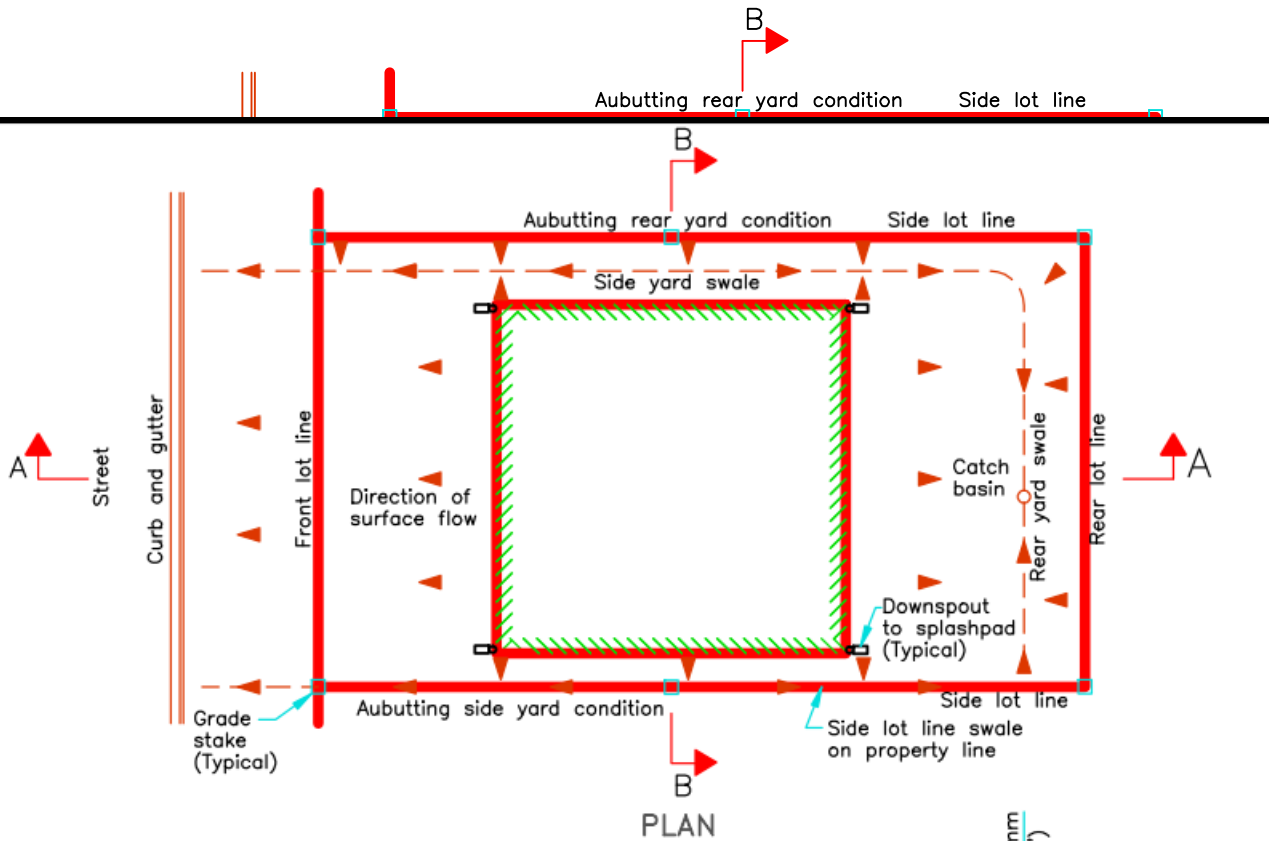 B
Aubutting rear yard condition
Side lot line
B
Aubutting rear yard condition
Side lot line
Side yard swale
A
Street
Curb and gutter
Front lot line
Direction of
surface flow
Catch
basin
Rear yard swale
Rear lot line
A
Downspout
to splashpad
(Typical)
Side lot line
Aubutting side yard condition
Grade
stake
(Typical)
Side lot line swale
on property line
B
PLAN